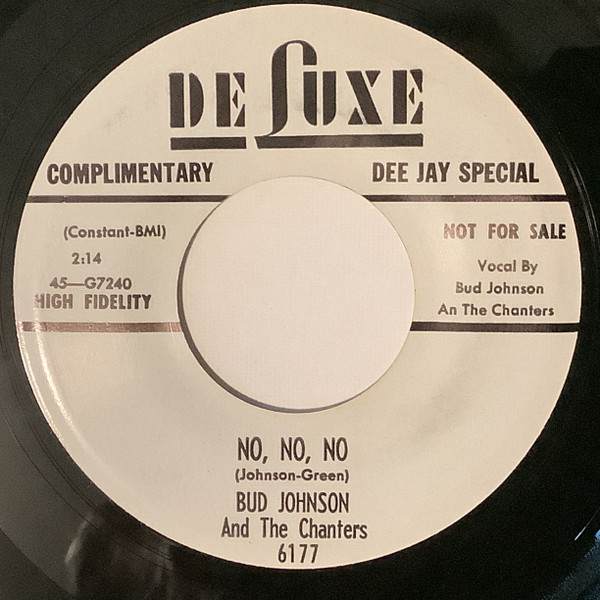 DE LUXE
COMPLIMENTARY DEE JAY SPECIAL
(Constant-BMI)
2:14
45—G7240
HIGH FIDELITY
NOT FOR SALE
Vocal By
Bud Johnson
An The Chanters
NO, NO, NO
(Johnson-Green)
BUD JOHNSON
And The Chanters
6177